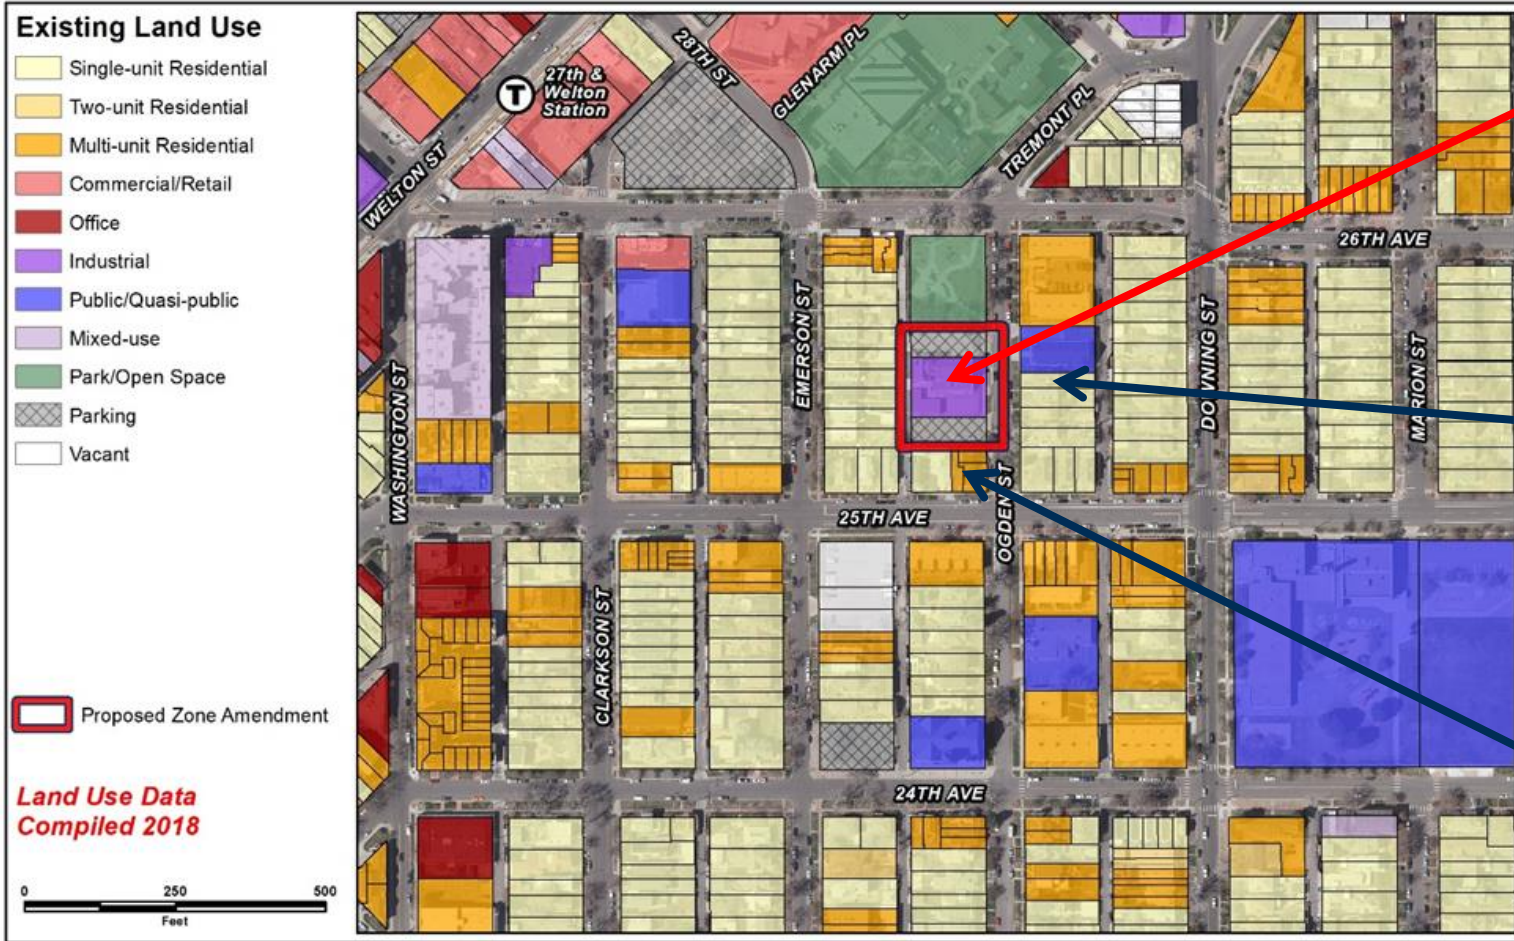 Existing Land Use
Single-unit Residential
Two-unit Residential
Multi-unit Residential
Commercial/Retail
Office
Industrial
Public/Quasi-public
Mixed-use
Park/Open Space
Parking
Vacant
Proposed Zone Amendment
Land Use Data
Compiled 2018
0 250 500
Feet
T
27th &
Welton
Station
WELTON ST
28TH ST
GLENARM PL
TREMONT PL
26TH AVE
WASHINGTON ST
EMERSON ST
DOWNING ST
MARION ST
25TH AVE
OGDEN ST
CLARKSON ST
24TH AVE